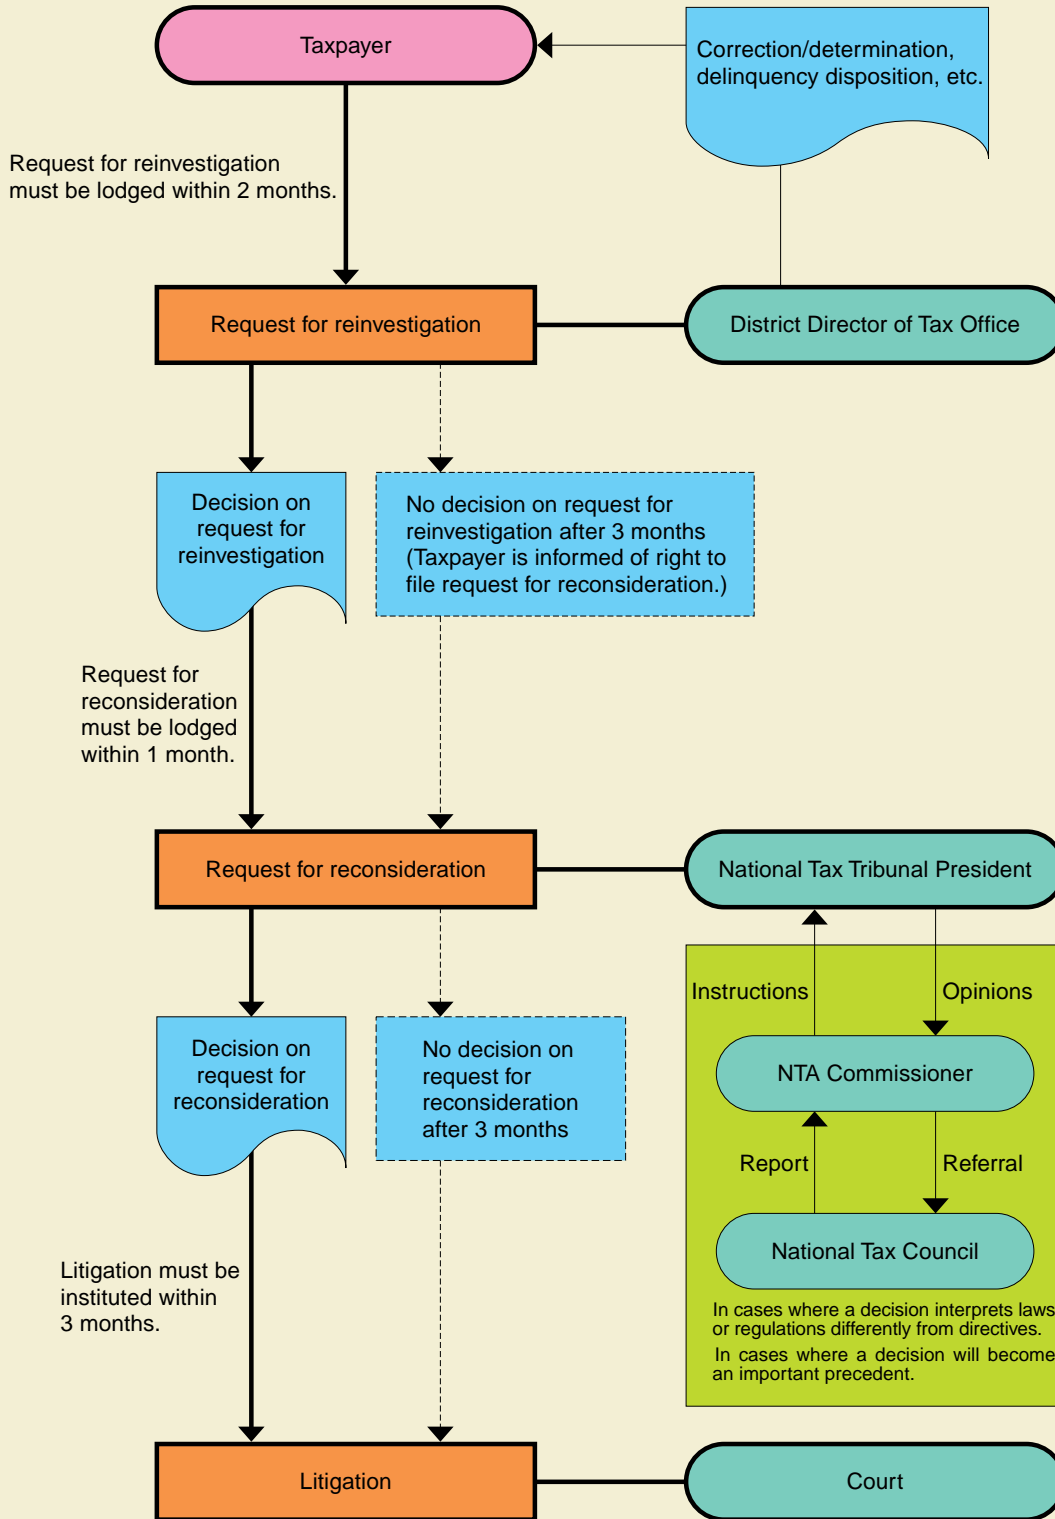 Taxpayer
Correction/determination,
delinquency disposition, etc.
Request for reinvestigation
must be lodged within 2 months.
Request for reinvestigation
District Director of Tax Office
Decision on
request for
reinvestigation
No decision on request for
reinvestigation after 3 months
(Taxpayer is informed of right to
file request for reconsideration.)
Request for
reconsideration
must be lodged
within 1 month.
Request for reconsideration
National Tax Tribunal President
Instructions
Opinions
Decision on
request for
reconsideration
No decision on
request for
reconsideration
after 3 months
NTA Commissioner
Report
Referral
National Tax Council
Litigation must be
instituted within
3 months.
In cases where a decision interprets laws
or regulations differently from directives.
In cases where a decision will become
an important precedent.
Litigation
Court